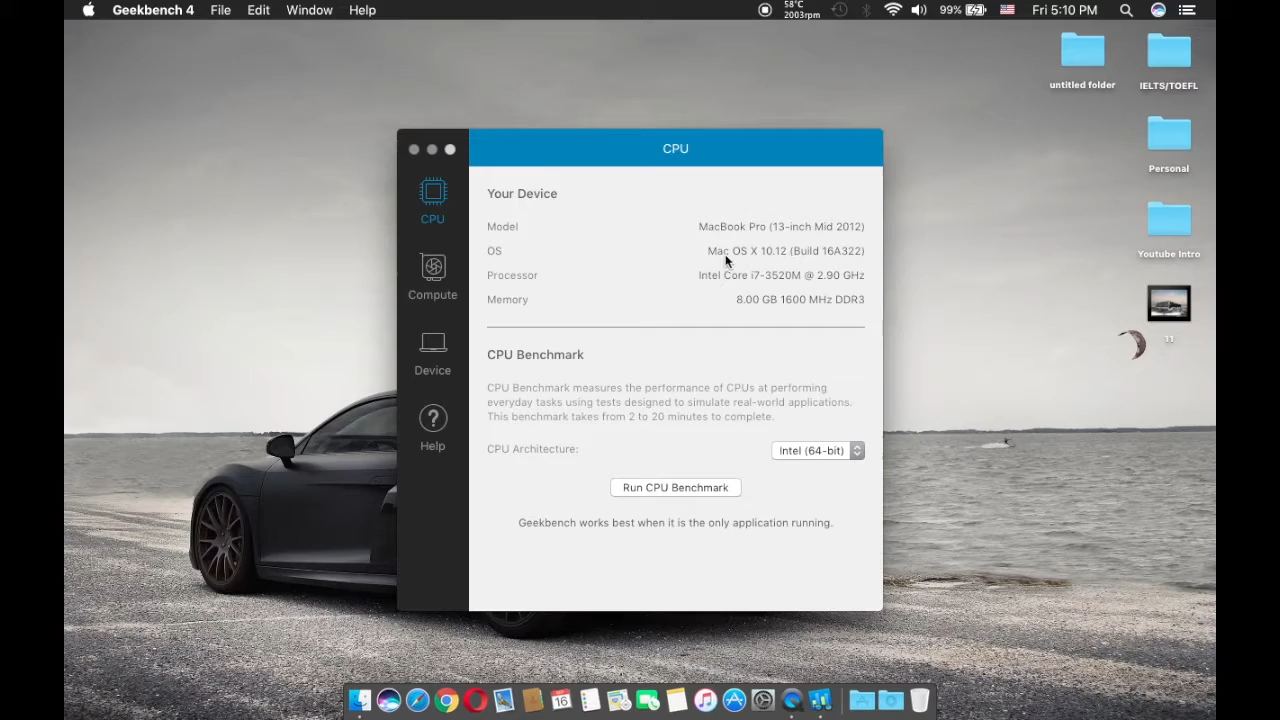 Geekbench 4 File Edit Window Help 58°C 2003rpm 99% Fri 5:10 PM
untitled folder
IELTS/TOEFL
Personal
Youtube Intro
11
CPU
CPU
Compute
Device
? Help
Your Device
Model MacBook Pro (13-inch Mid 2012)
OS Mac OS X 10.12 (Build 16A322)
Processor Intel Core i7-3520M @ 2.90 GHz
Memory 8.00 GB 1600 MHz DDR3
CPU Benchmark
CPU Benchmark measures the performance of CPUs at performing
everyday tasks using tests designed to simulate real-world applications.
This benchmark takes from 2 to 20 minutes to complete.
CPU Architecture: Intel (64-bit)
Run CPU Benchmark
Geekbench works best when it is the only application running.
16